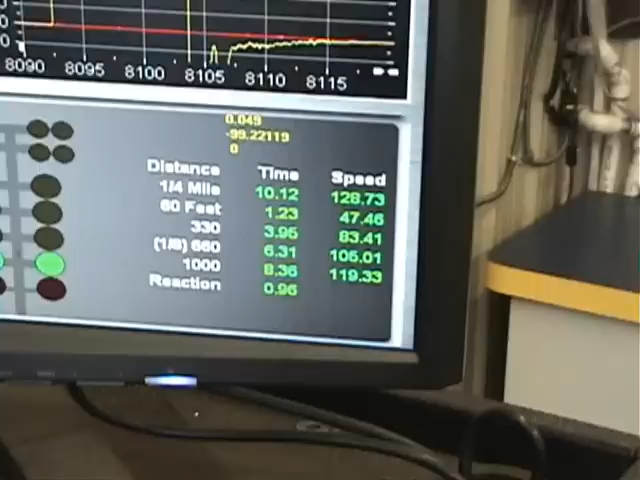 0
8090 8095 8100 8105 8110 8115
0.049
-99.22119
0
Distance Time Speed
1/4 Mile 10.12 128.73
60 Feet 1.23 47.46
330 3.95 83.41
(1/8) 660 6.31 105.01
1000 8.36 119.33
Reaction 0.96